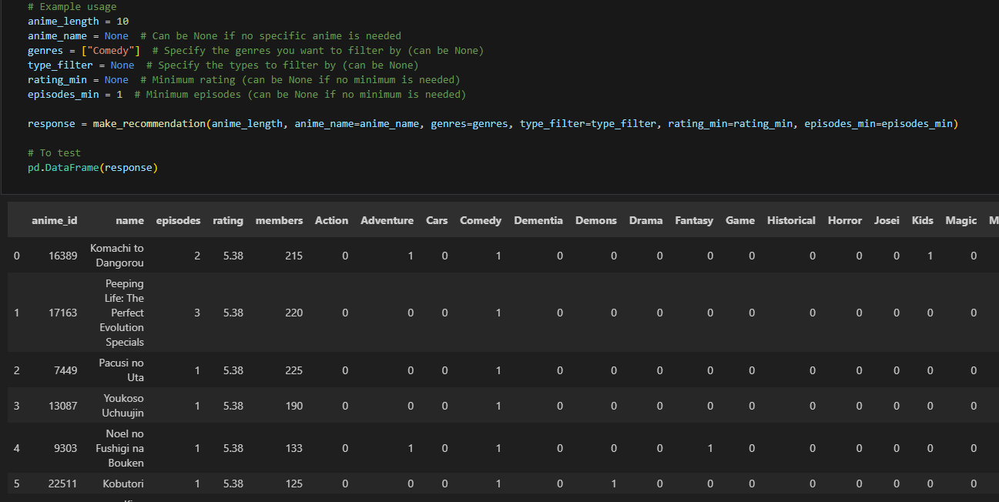 # Example usage
anime_length = 10
anime_name = None  # Can be None if no specific anime is needed
genres = ["Comedy"]  # Specify the genres you want to filter by (can be None)
type_filter = None  # Specify the types to filter by (can be None)
rating_min = None  # Minimum rating (can be None if no minimum is needed)
episodes_min = 1  # Minimum episodes (can be None if no minimum is needed)
response = make_recommendation(anime_length, anime_name=anime_name, genres=genres, type_filter=type_filter, rating_min=rating_min, episodes_min=episodes_min)
# To test
pd.DataFrame(response)
anime_id name episodes rating members Action Adventure Cars Comedy Dementia Demons Drama Fantasy Game Historical Horror Josei Kids Magic M
0 16389 Komachi to Dangorou 2 5.38 215 0 1 0 1 0 0 0 0 0 0 0 0 1 0
1 17163 Peeping Life: The Perfect Evolution Specials 3 5.38 220 0 0 0 1 0 0 0 0 0 0 0 0 0 0
2 7449 Pacusi no Uta 1 5.38 225 0 0 0 1 0 0 0 0 0 0 0 0 0 0
3 13087 Youkoso Uchuujin 1 5.38 190 0 0 0 1 0 0 0 0 0 0 0 0 0 0
4 9303 Noel no Fushigi na Bouken 1 5.38 133 0 1 0 1 0 0 0 1 0 0 0 0 0 0
5 22511 Kobutori 1 5.38 125 0 0 0 1 0 1 0 0 0 0 0 0 0 0